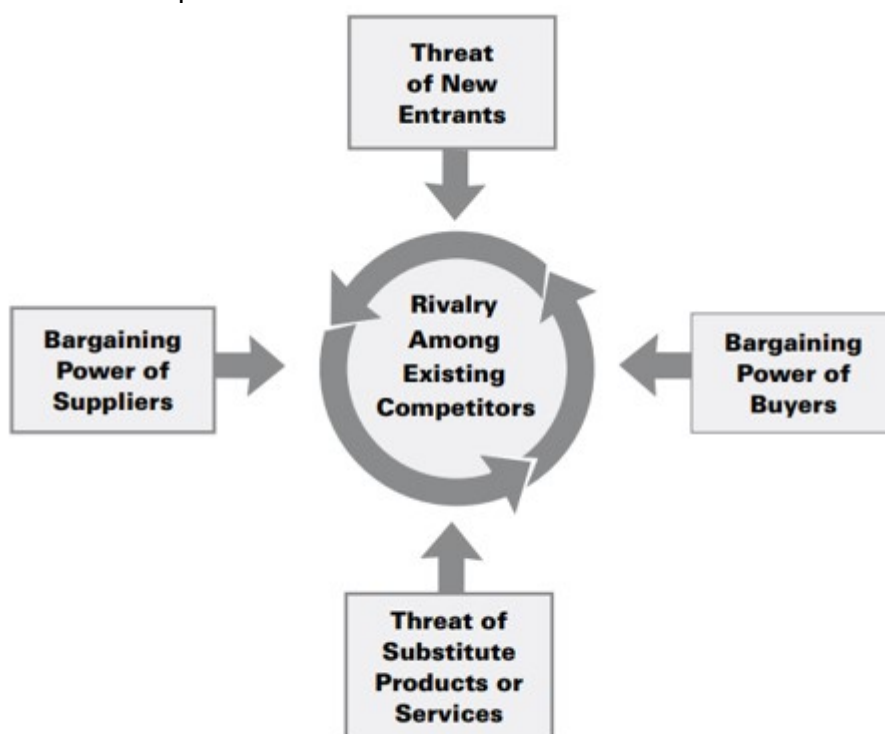 Threat
of New
Entrants
Rivalry
Among
Existing
Competitors
Bargaining
Power of
Suppliers
Bargaining
Power of
Buyers
Threat of
Substitute
Products or
Services